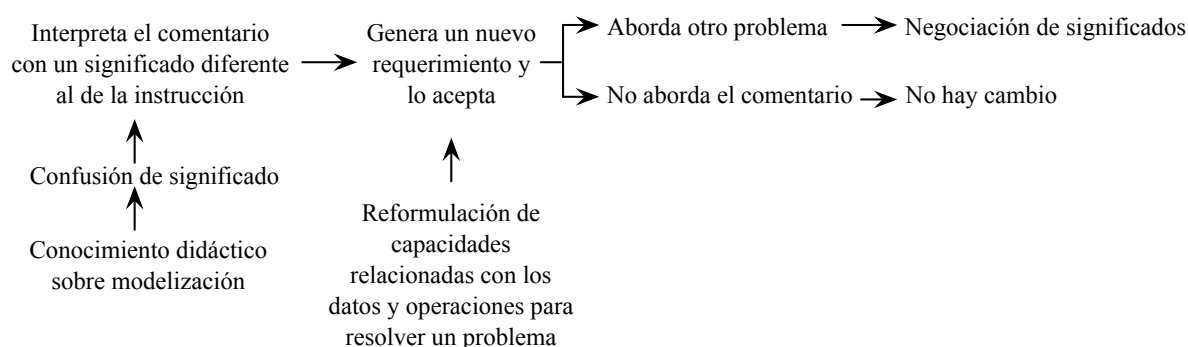 Interpreta el comentario
con un significado diferente
al de la instrucción
Genera un nuevo
requerimiento y
lo acepta
Aborda otro problema
Negociación de significados
No aborda el comentario
No hay cambio
Confusión de significado
Conocimiento didáctico
sobre modelización
Reformulación de
capacidades
relacionadas con los
datos y operaciones para
resolver un problema